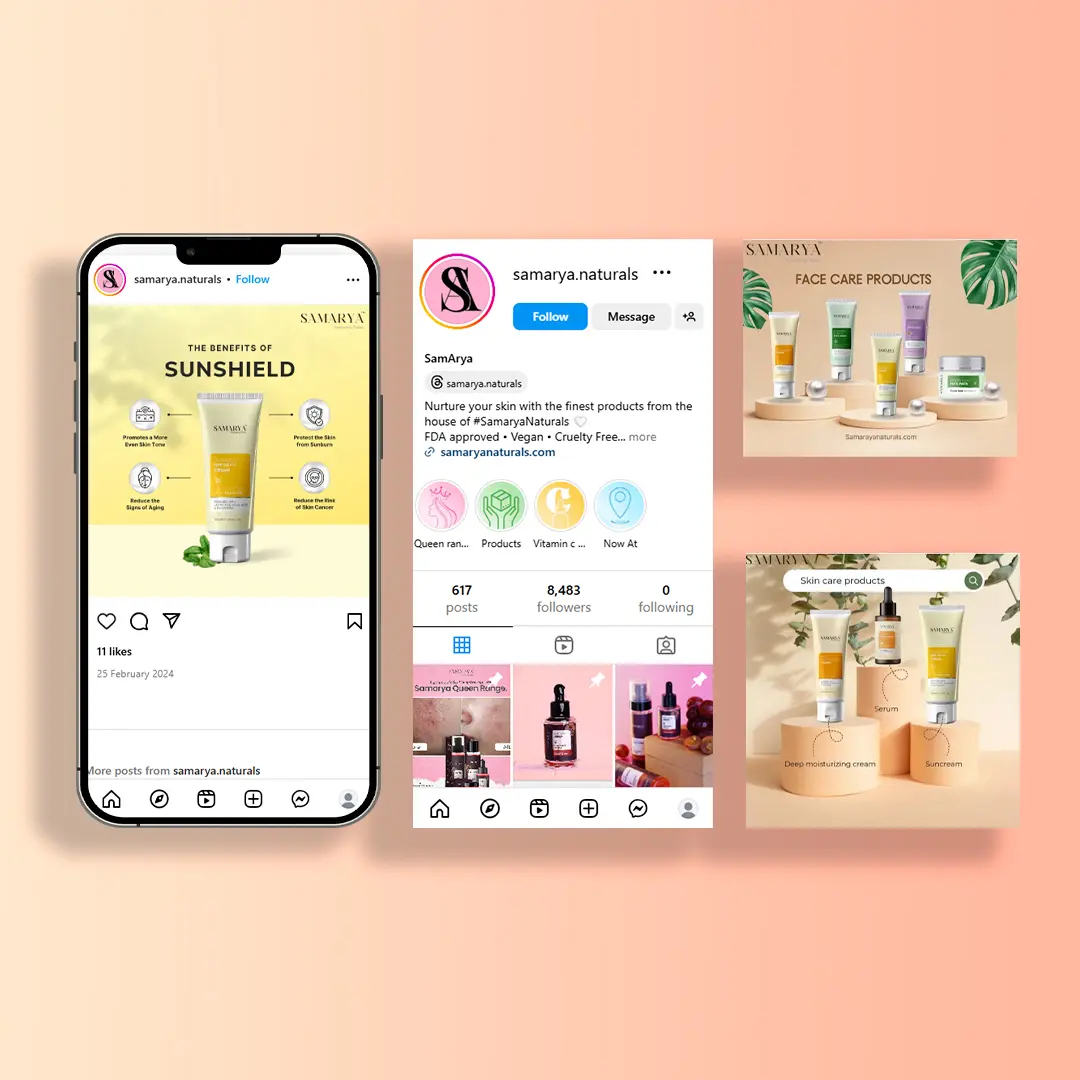 samarya.naturals • Follow
SAMARYA
THE BENEFITS OF
SUNSHIELD
Promotes a More
Even Skin Tone
Protect the Skin
from Sunburn
Reduce the
Signs of Aging
Reduce the Risk
of Skin Cancer
SAMARYA
11 likes
25 February 2024
More posts from samarya.naturals
samarya.naturals
Follow
Message
SamArya
samarya.naturals
Nurture your skin with the finest products from the
house of #SamaryaNaturals
FDA approved • Vegan • Cruelty Free... more
samaryanaturals.com
Queen ran...
Products
Vitamin c ...
Now At
617
posts
8,483
followers
0
following
Samarya Queen Range.
SAMARYA
FACE CARE PRODUCTS
Samarayanaturals.com
SAMARYA
Skin care products
SAMARYA
SAMARYA
Serum
Deep moisturizing cream
Suncream